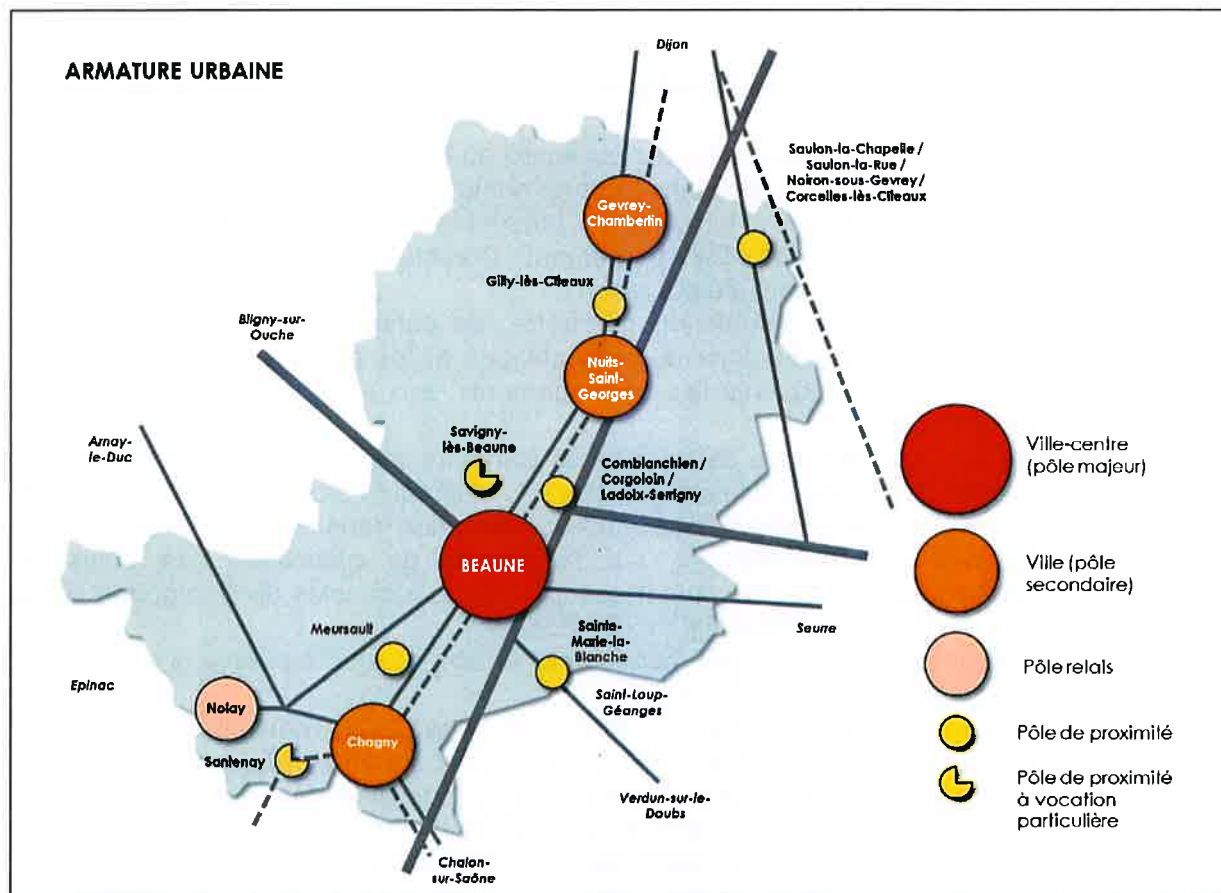 ARMATURE URBAINE
Dijon
Saulon-la-Chapelle /
Saulon-la-Rue /
Noiron-sous-Gevrey /
Corcelles-lès-Cîteaux
Gevrey-
Chambertin
Gilly-lès-Cîteaux
Bligny-sur-
Ouche
Nuits-
Saint-
Georges
Arnay-
le-Duc
Savigny-
lès-Beaune
Comblanchien /
Corgoloin /
Ladoix-Serrigny
BEAUNE
Meursault
Sainte-
Marie-la-
Blanche
Seurre
Epinac
Nolay
Saint-Loup-
Géanges
Chagny
Santenay
Verdun-sur-le-
Doubs
Chalon-
sur-Saône
Ville-centre
(pôle majeur)
Ville (pôle
secondaire)
Pôle relais
Pôle de proximité
Pôle de proximité
à vocation
particulière